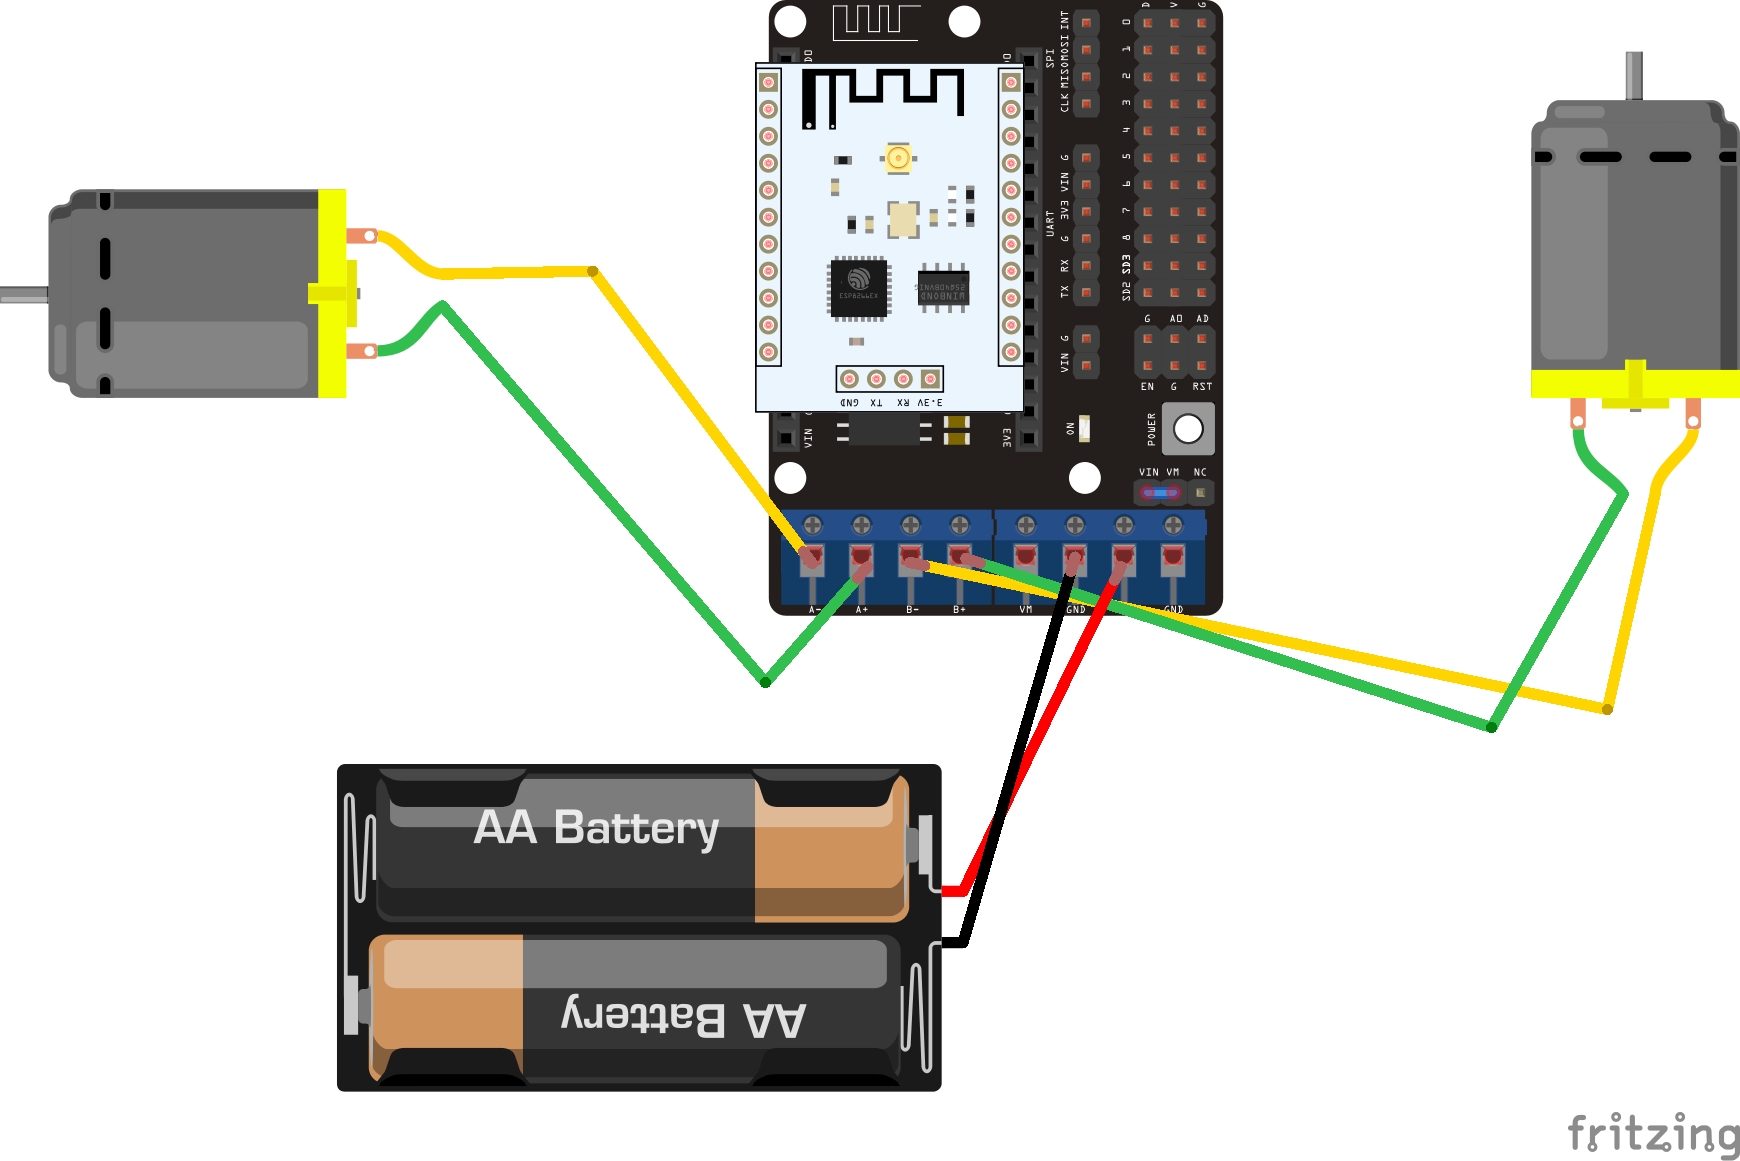 D V G
INT
MOSI
MISO
CLK
SPI
0
1
2
3
4
5
6
7
8
SD3
SD2
G
VIN
3V3
G
RX
TX
UART
G
VIN
G AO AD
EN G RST
ESP8266EX
WINBOND
GND TX RX 3.3V
VIN
3V3
ON
POWER
VIN VM NC
A- A+ B- B+ VM GND GND
AA Battery
AA Battery
fritzing